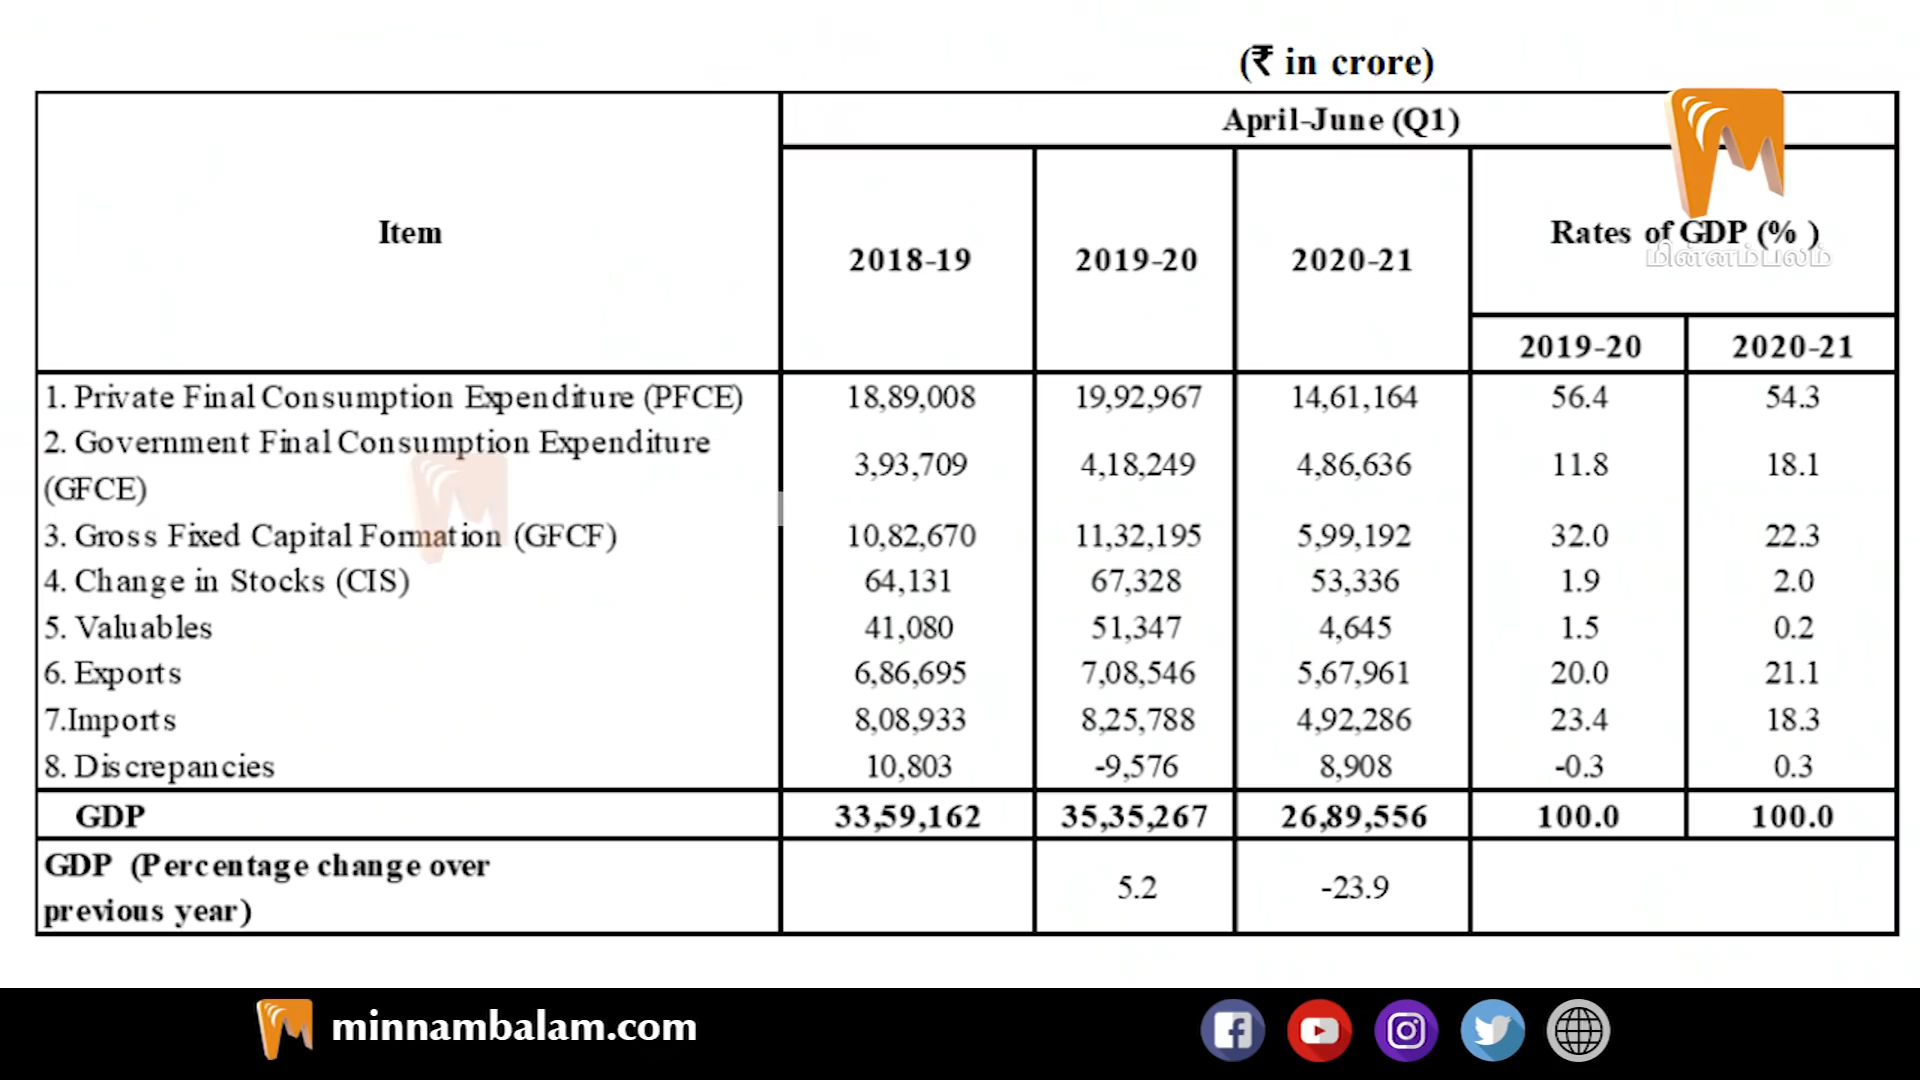 (₹ in crore)
Item
April-June (Q1)
2018-19 2019-20 2020-21 Rates of GDP (% )
மின்னம்பலம்
2019-20 2020-21
1. Private Final Consumption Expenditure (PFCE) 18,89,008 19,92,967 14,61,164 56.4 54.3
2. Government Final Consumption Expenditure
(GFCE) 3,93,709 4,18,249 4,86,636 11.8 18.1
3. Gross Fixed Capital Formation (GFCF) 10,82,670 11,32,195 5,99,192 32.0 22.3
4. Change in Stocks (CIS) 64,131 67,328 53,336 1.9 2.0
5. Valuables 41,080 51,347 4,645 1.5 0.2
6. Exports 6,86,695 7,08,546 5,67,961 20.0 21.1
7.Imports 8,08,933 8,25,788 4,92,286 23.4 18.3
8. Discrepancies 10,803 -9,576 8,908 -0.3 0.3
GDP 33,59,162 35,35,267 26,89,556 100.0 100.0
GDP (Percentage change over
previous year) 5.2 -23.9
minnambalam.com